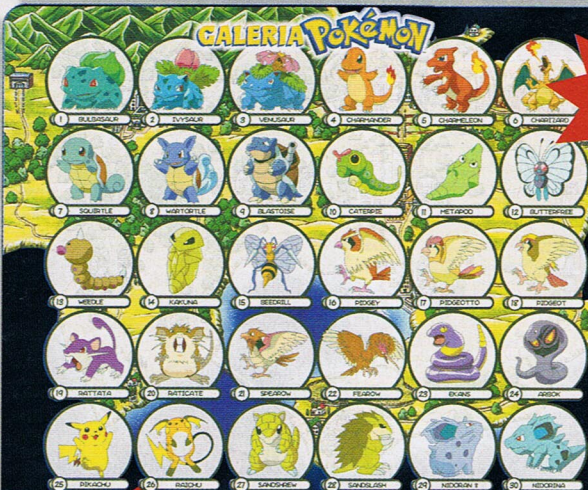 GALERIA POKéMON
1 BULBASAUR 2 IVYSAUR 3 VENUSAUR 4 CHARMANDER 5 CHARMELEON 6 CHARIZARD
7 SQUIRTLE 8 WARTORTLE 9 BLASTOISE 10 CATERPIE 11 METAPOD 12 BUTTERFREE
13 WEEDLE 14 KAKUNA 15 BEEDRILL 16 PIDGEY 17 PIDGEOTTO 18 PIDGEOT
19 RATTATA 20 RATICATE 21 SPEAROW 22 FEAROW 23 EKANS 24 ARBOK
25 PIKACHU 26 RAICHU 27 SANDSHREW 28 SANDSLASH 29 NIDORAN ♀ 30 NIDORINA